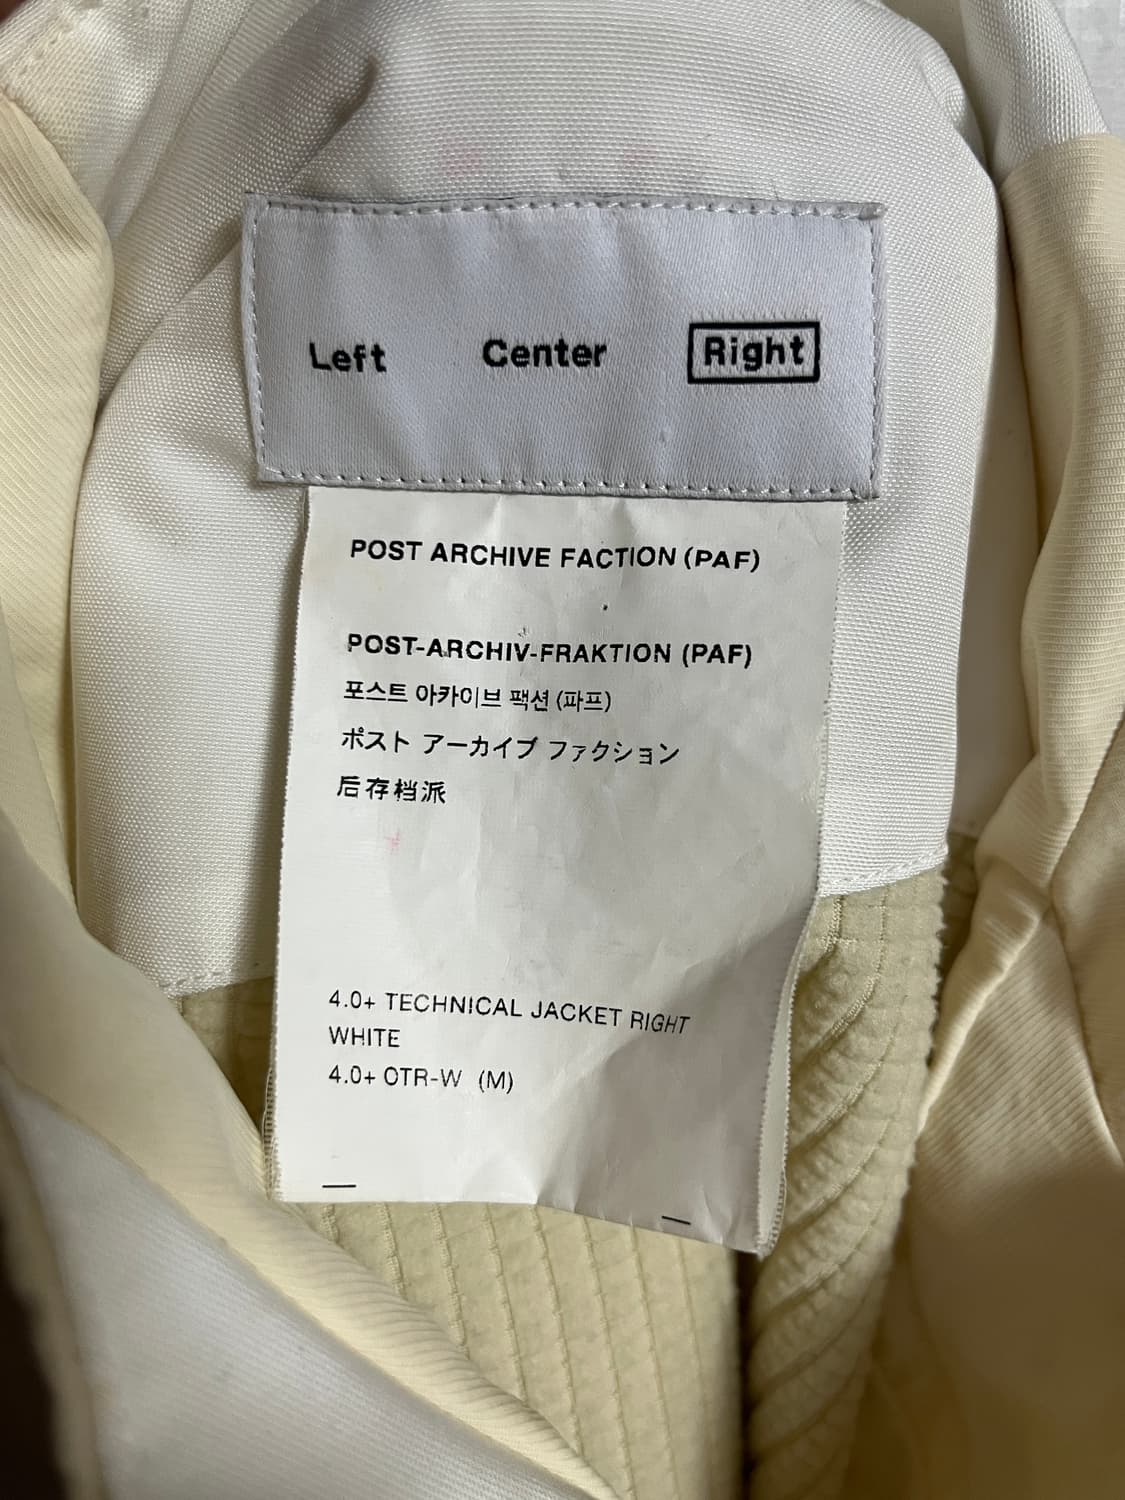 Left Center Right
POST ARCHIVE FACTION (PAF)
POST-ARCHIV-FRAKTION (PAF)
포스트 아카이브 팩션 (파프)
ポスト アーカイブ ファクション
后存档派
4.0+ TECHNICAL JACKET RIGHT
WHITE
4.0+ OTR-W (M)